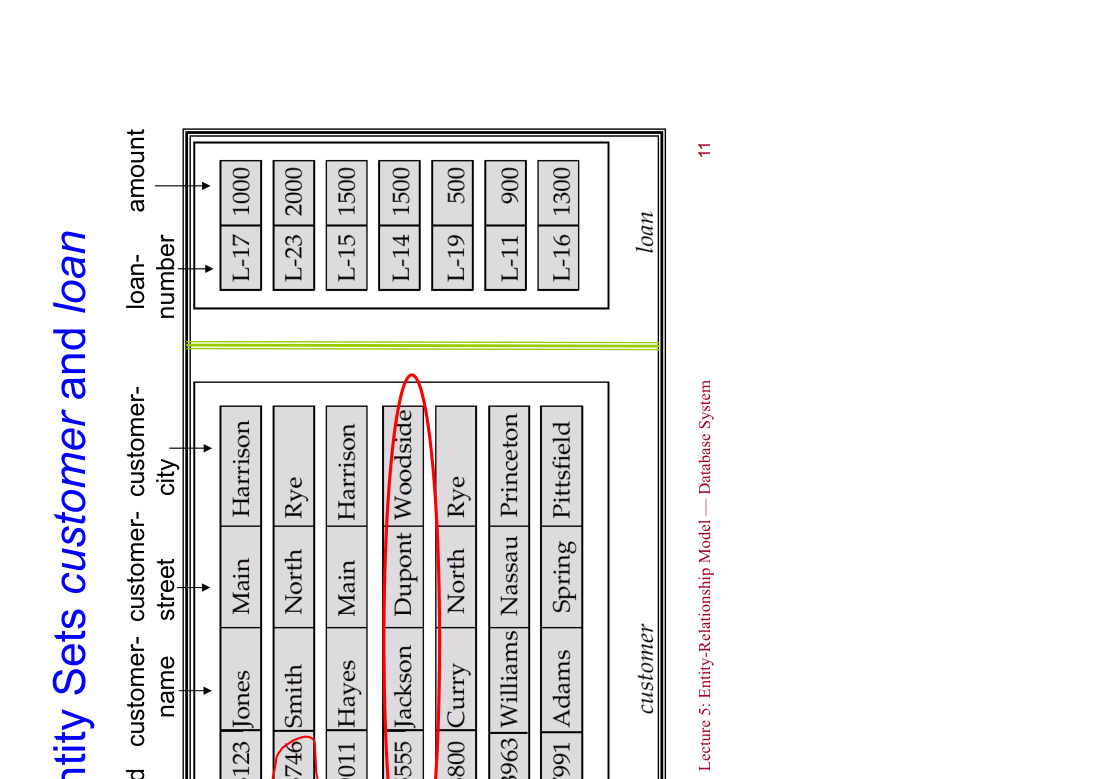 ntity Sets customer and loan
d customer- customer- customer- loan- amount
name street city number
123 Jones Main Harrison L-17 1000
746 Smith North Rye L-23 2000
011 Hayes Main Harrison L-15 1500
555 Jackson Dupont Woodside L-14 1500
800 Curry North Rye L-19 500
963 Williams Nassau Princeton L-11 900
991 Adams Spring Pittsfield L-16 1300
customer loan
Lecture 5: Entity-Relationship Model — Database System 11